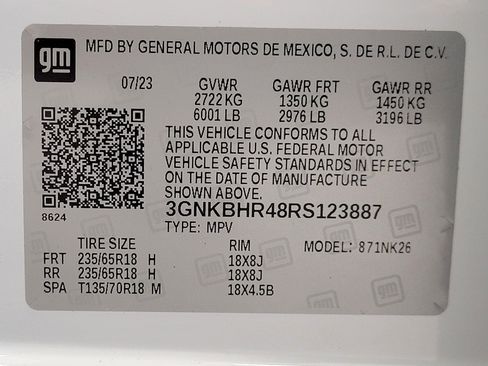 gm MFD BY GENERAL MOTORS DE MEXICO, S. DE R.L. DE C.V.
07/23 GVWR GAWR FRT GAWR RR
2722 KG 1350 KG 1450 KG
6001 LB 2976 LB 3196 LB
THIS VEHICLE CONFORMS TO ALL
APPLICABLE U.S. FEDERAL MOTOR
VEHICLE SAFETY STANDARDS IN EFFECT
ON THE DATE OF MANUFACTURE
SHOWN ABOVE.
8624
3GNKBHR48RS123887
TYPE: MPV
TIRE SIZE RIM MODEL: 871NK26
FRT 235/65R18 H 18X8J
RR 235/65R18 H 18X8J
SPA T135/70R18 M 18X4.5B